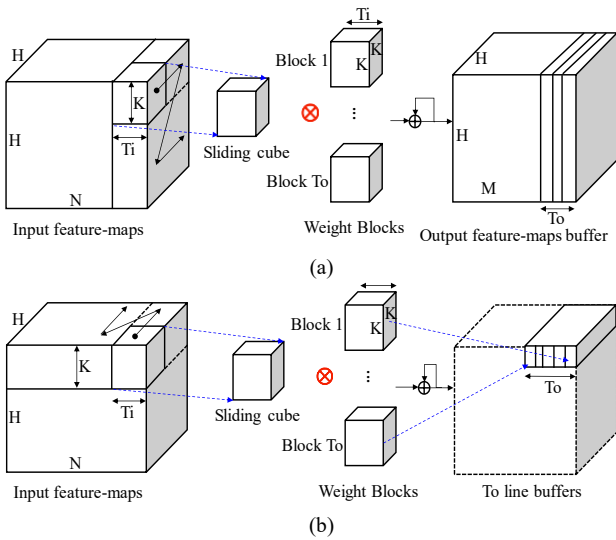 Ti
H
Block 1
K
K
H
K
H
Ti
...
H
Sliding cube
Block To
M
To
N
Input feature-maps
Weight Blocks
Output feature-maps buffer
(a)
H
Block 1
K
K
K
Ti
...
To
H
Sliding cube
Block To
N
Input feature-maps
Weight Blocks
To line buffers
(b)